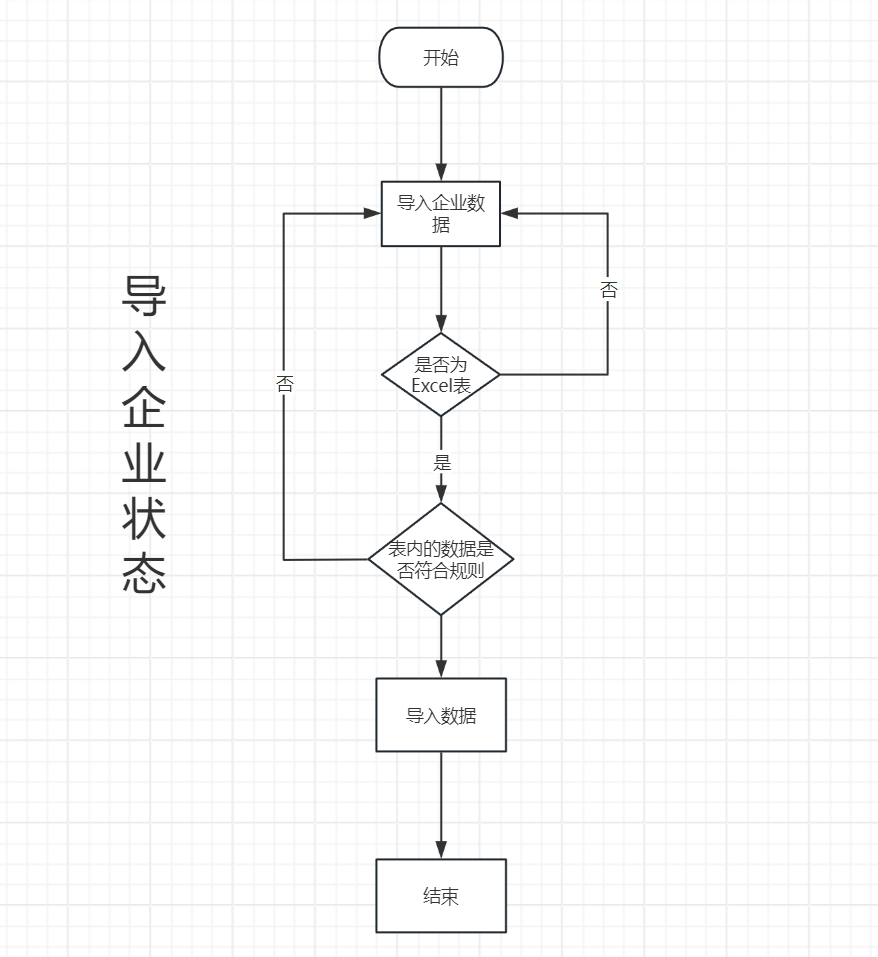 开始
导入企业数
据
否
是否为
Excel表
否
是
表内的数据是
否符合规则
导入数据
结束
导
入
企
业
状
态